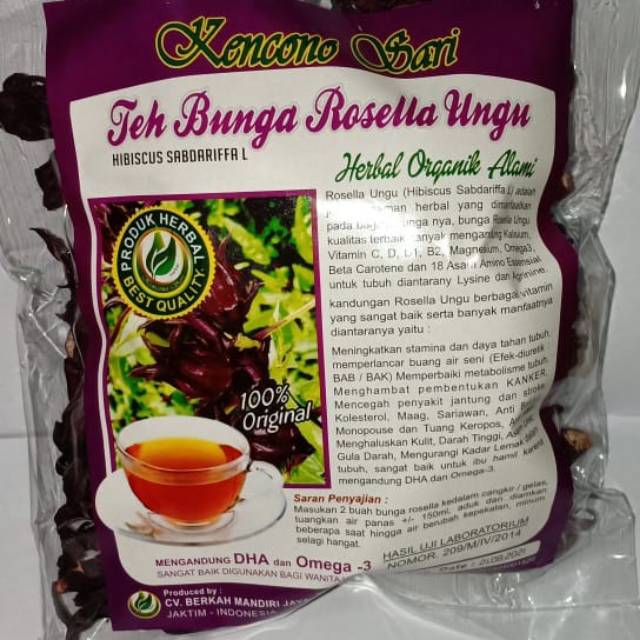 Kencono Sari
Teh Bunga Rosella Ungu
HIBISCUS SABDARIFFA L
Herbal Organik Alami
PRODUK HERBAL
BEST QUALITY
100%
Original
Rosella Ungu (Hibiscus Sabdariffa L) adalah
herbal yang dimanfaatkan
pada nya, bunga Rosella Ungu
kualitas terbaik banyak mengandung Kalsium,
Vitamin C, D, B1, B2, Magnesium, Omega3,
Beta Carotene dan 18 Asam Amino Essensial
untuk tubuh diantarany Lysine dan Agrinine.
kandungan Rosella Ungu berbagai vitamin
yang sangat baik serta banyak manfaatnya
diantaranya yaitu :
Meningkatkan stamina dan daya tahan tubuh,
memperlancar buang air seni (Efek-diuretik
BAB / BAK) Memperbaiki metabolisme tubuh,
Menghambat pembentukan KANKER,
Mencegah penyakit jantung dan stroke,
Kolesterol, Maag, Sariawan, Anti
Monopouse dan Tuang Keropos,
Menghaluskan Kulit, Darah Tinggi, Asam
Gula Darah, Mengurangi Kadar Lemak
tubuh, sangat baik untuk ibu hamil karena
mengandung DHA dan Omega-3.
Saran Penyajian :
Masukan 2 buah bunga rosella kedalam cangkir / gelas,
tuangkan air panas +/- 150ml, aduk dan diamkan
beberapa saat hingga air berubah kepekatan, minum
selagi hangat.
HASIL UJI LABORATORIUM
NOMOR. 209/M/IV/2014
MENGANDUNG DHA dan Omega -3
SANGAT BAIK DIGUNAKAN BAGI WANITA
Date :
Produced by :
CV. BERKAH MANDIRI
JAKTIM - INDONESIA